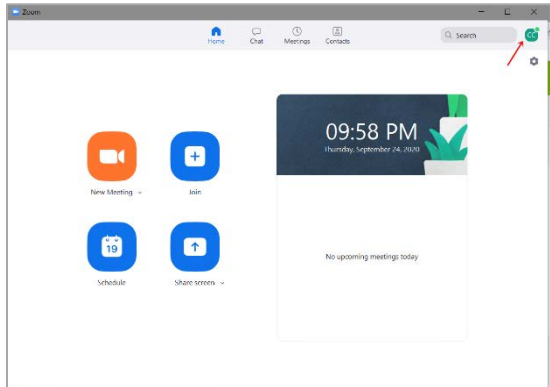 Zoom
Home
Chat
Meetings
Contacts
Search
CC
09:58 PM
Thursday, September 24, 2020
New Meeting
Join
19
Schedule
Share screen
No upcoming meetings today